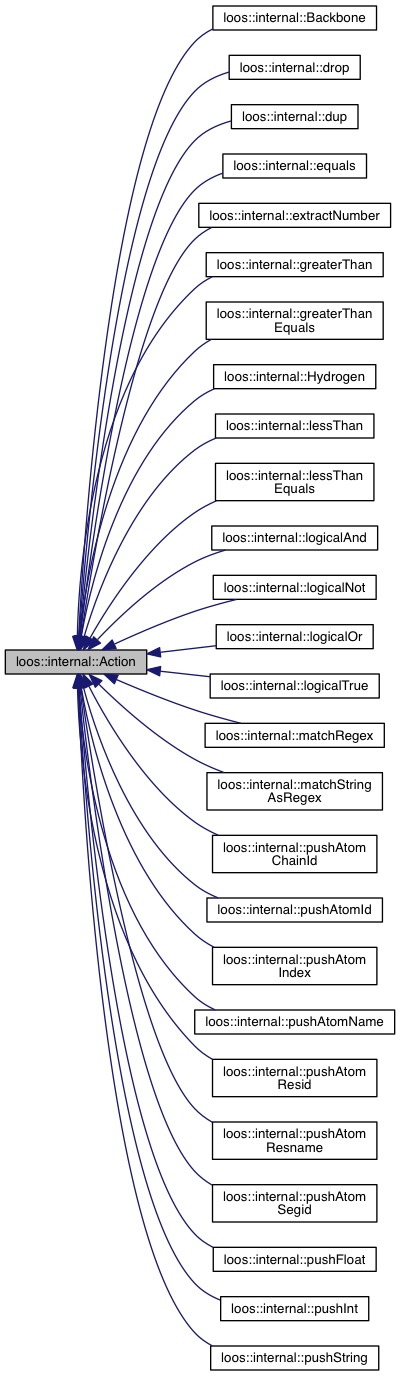 loos::internal::Backbone
loos::internal::drop
loos::internal::dup
loos::internal::equals
loos::internal::extractNumber
loos::internal::greaterThan
loos::internal::greaterThan
Equals
loos::internal::Hydrogen
loos::internal::lessThan
loos::internal::lessThan
Equals
loos::internal::logicalAnd
loos::internal::logicalNot
loos::internal::logicalOr
loos::internal::Action
loos::internal::logicalTrue
loos::internal::matchRegex
loos::internal::matchString
AsRegex
loos::internal::pushAtom
ChainId
loos::internal::pushAtomId
loos::internal::pushAtom
Index
loos::internal::pushAtomName
loos::internal::pushAtom
Resid
loos::internal::pushAtom
Resname
loos::internal::pushAtom
Segid
loos::internal::pushFloat
loos::internal::pushInt
loos::internal::pushString